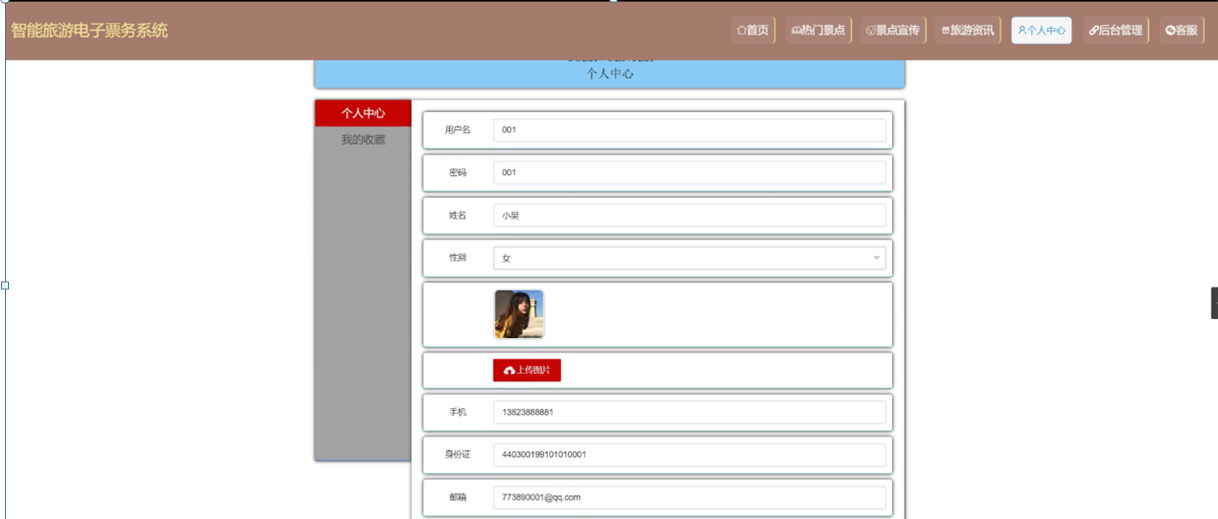 智能旅游电子票务系统
首页 热门景点 景点宣传 旅游资讯 个人中心 后台管理 客服
个人中心
个人中心
我的收藏
用户名 001
密码 001
姓名 小吴
性别 女
上传图片
手机 13823888881
身份证 440300199101010001
邮箱 773890001@qq.com